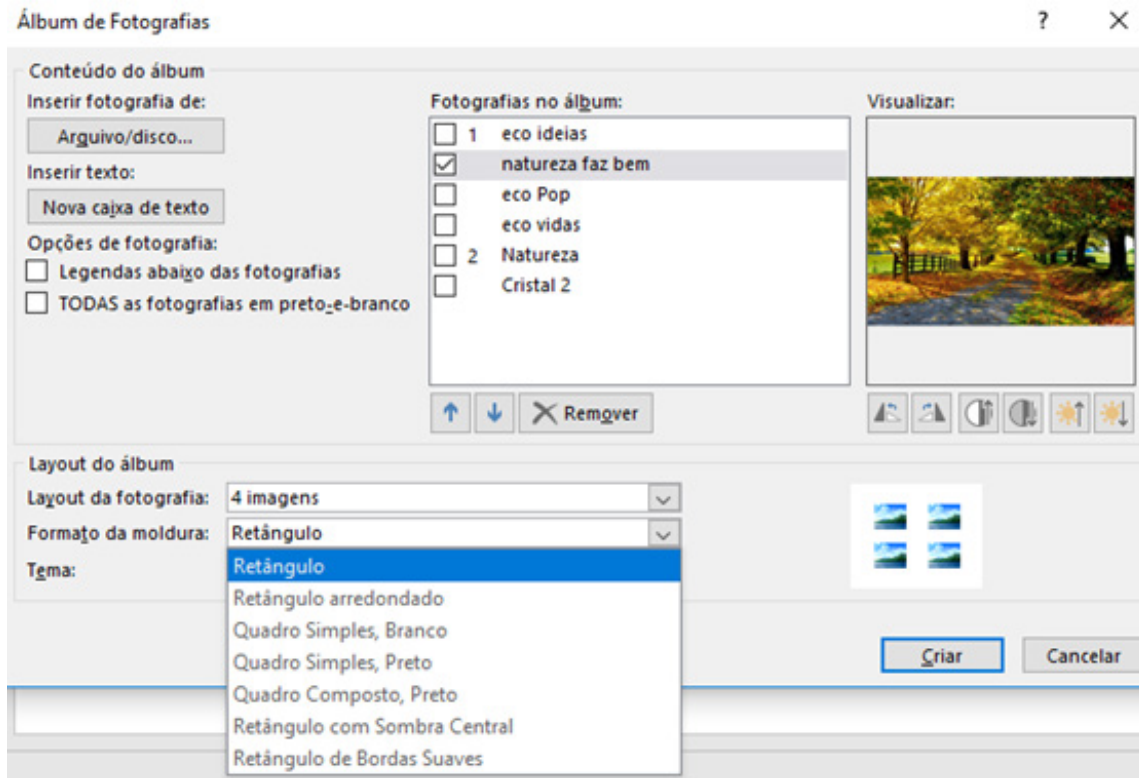 Álbum de Fotografias
?
Conteúdo do álbum
Inserir fotografia de:
Arquivo/disco...
Inserir texto:
Nova caixa de texto
Opções de fotografia:
Legendas abaixo das fotografias
TODAS as fotografias em preto-e-branco
Fotografias no álbum:
1 eco ideias
natureza faz bem
eco Pop
eco vidas
2 Natureza
Cristal 2
Remover
Visualizar:
Layout do álbum
Layout da fotografia: 4 imagens
Formato da moldura: Retângulo
Tema:
Retângulo
Retângulo arredondado
Quadro Simples, Branco
Quadro Simples, Preto
Quadro Composto, Preto
Retângulo com Sombra Central
Retângulo de Bordas Suaves
Criar
Cancelar